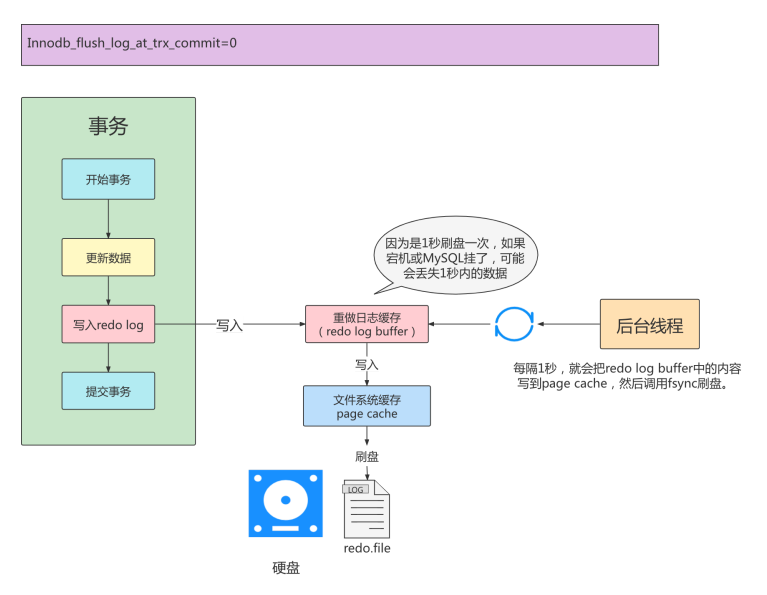 Innodb_flush_log_at_trx_commit=0
事务
开始事务
更新数据
写入redo log
提交事务
写入
因为是1秒刷盘一次，如果
宕机或MySQL挂了，可能
会丢失1秒内的数据
重做日志缓存
（redo log buffer）
后台线程
每隔1秒，就会把redo log buffer中的内容
写到page cache，然后调用fsync刷盘。
写入
文件系统缓存
page cache
刷盘
LOG
redo.file
硬盘